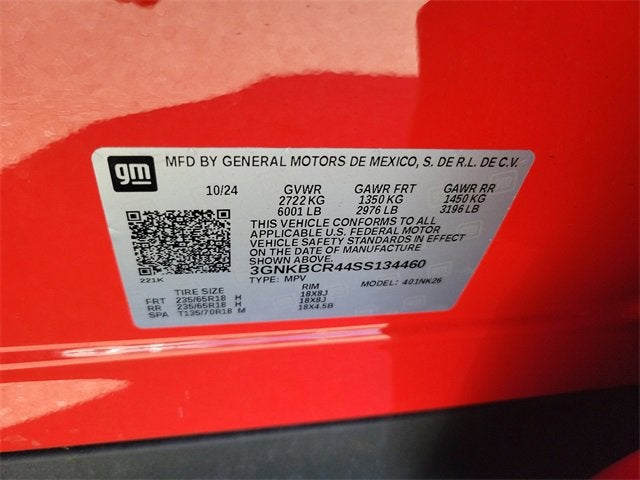 gm
MFD BY GENERAL MOTORS DE MEXICO, S. DE R.L. DE C.V.
10/24 GVWR GAWR FRT GAWR RR
2722 KG 1350 KG 1450 KG
6001 LB 2976 LB 3196 LB
THIS VEHICLE CONFORMS TO ALL
APPLICABLE U.S. FEDERAL MOTOR
VEHICLE SAFETY STANDARDS IN EFFECT
ON THE DATE OF MANUFACTURE
SHOWN ABOVE.
3GNKBCR44SS134460
221K TYPE: MPV MODEL: 401NK26
TIRE SIZE RIM
FRT 235/65R18 H 18X8J
RR 235/65R18 H 18X8J
SPA T135/70R18 M 18X4.5B